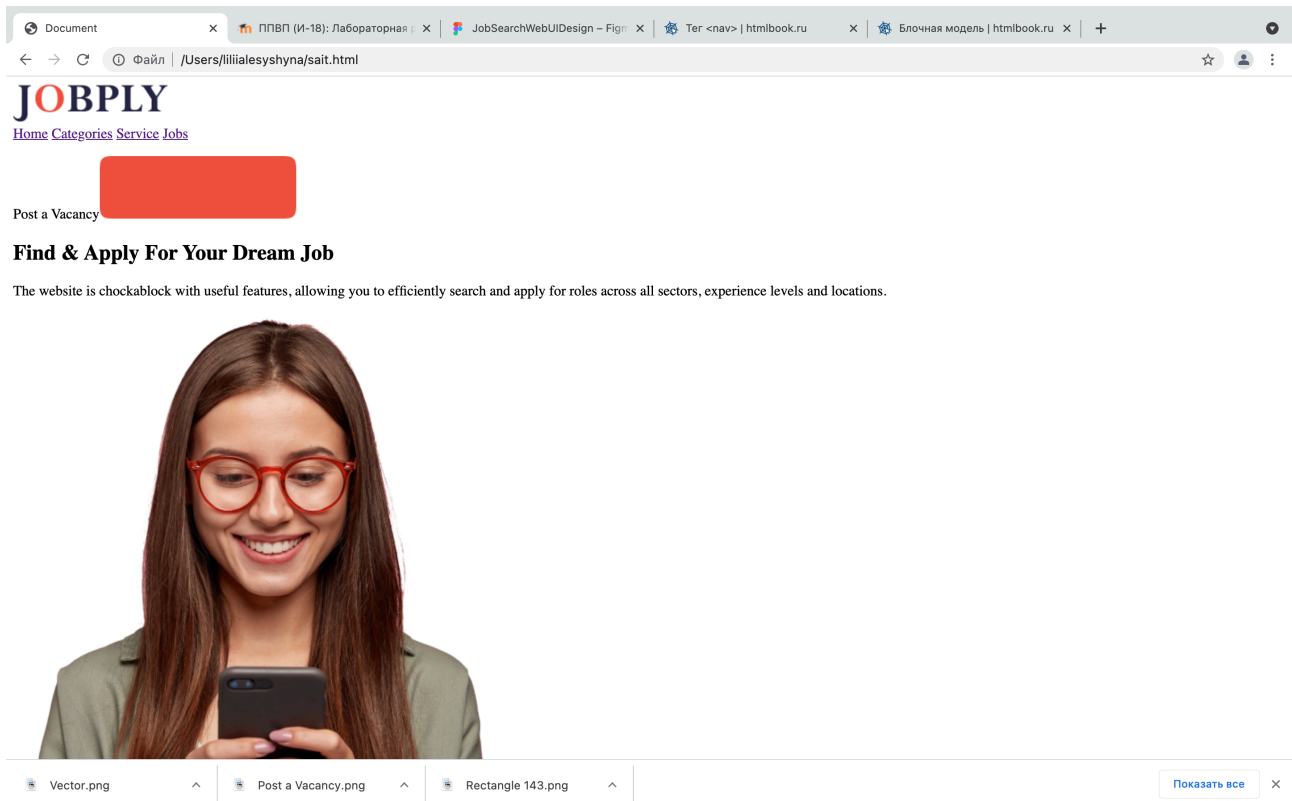 Document
ППВП (И-18): Лабораторная р
JobSearchWebUIDesign – Figm
Тег <nav> | htmlbook.ru
Блочная модель | htmlbook.ru
Файл | /Users/liliialesyshyna/sait.html
JOBPLY
Home Categories Service Jobs
Post a Vacancy
Find & Apply For Your Dream Job
The website is chockablock with useful features, allowing you to efficiently search and apply for roles across all sectors, experience levels and locations.
Vector.png
Post a Vacancy.png
Rectangle 143.png
Показать все